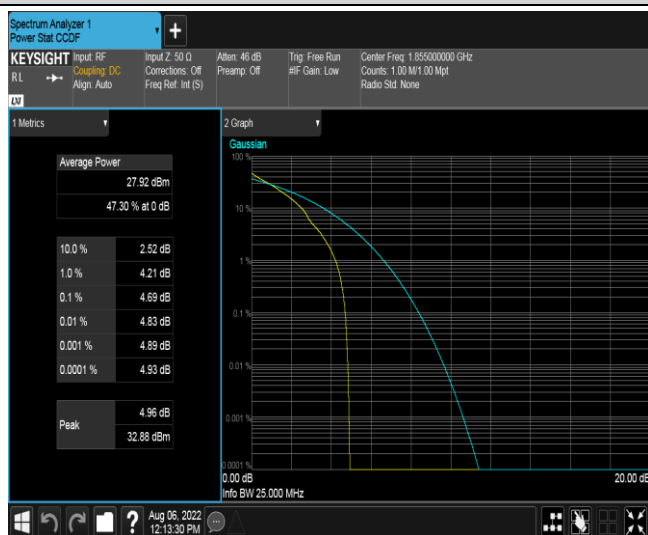 Spectrum Analyzer 1
Power Stat CCDF
+
KEYSIGHT
RL
LXI
Input: RF
Coupling: DC
Align: Auto
Input Z: 50 Ω
Corrections: Off
Freq Ref: Int (S)
Atten: 46 dB
Preamp: Off
Trig: Free Run
#IF Gain: Low
Center Freq: 1.855000000 GHz
Counts: 1.00 M/1.00 Mpt
Radio Std: None
1 Metrics
Average Power
27.92 dBm
47.30 % at 0 dB
10.0 % 2.52 dB
1.0 % 4.21 dB
0.1 % 4.69 dB
0.01 % 4.83 dB
0.001 % 4.89 dB
0.0001 % 4.93 dB
Peak
4.96 dB
32.88 dBm
2 Graph
Gaussian
100 %
10 %
1 %
0.1 %
0.01 %
0.001 %
0.0001 %
0.00 dB 20.00 dB
Info BW 25.000 MHz
?
Aug 06, 2022
12:13:30 PM